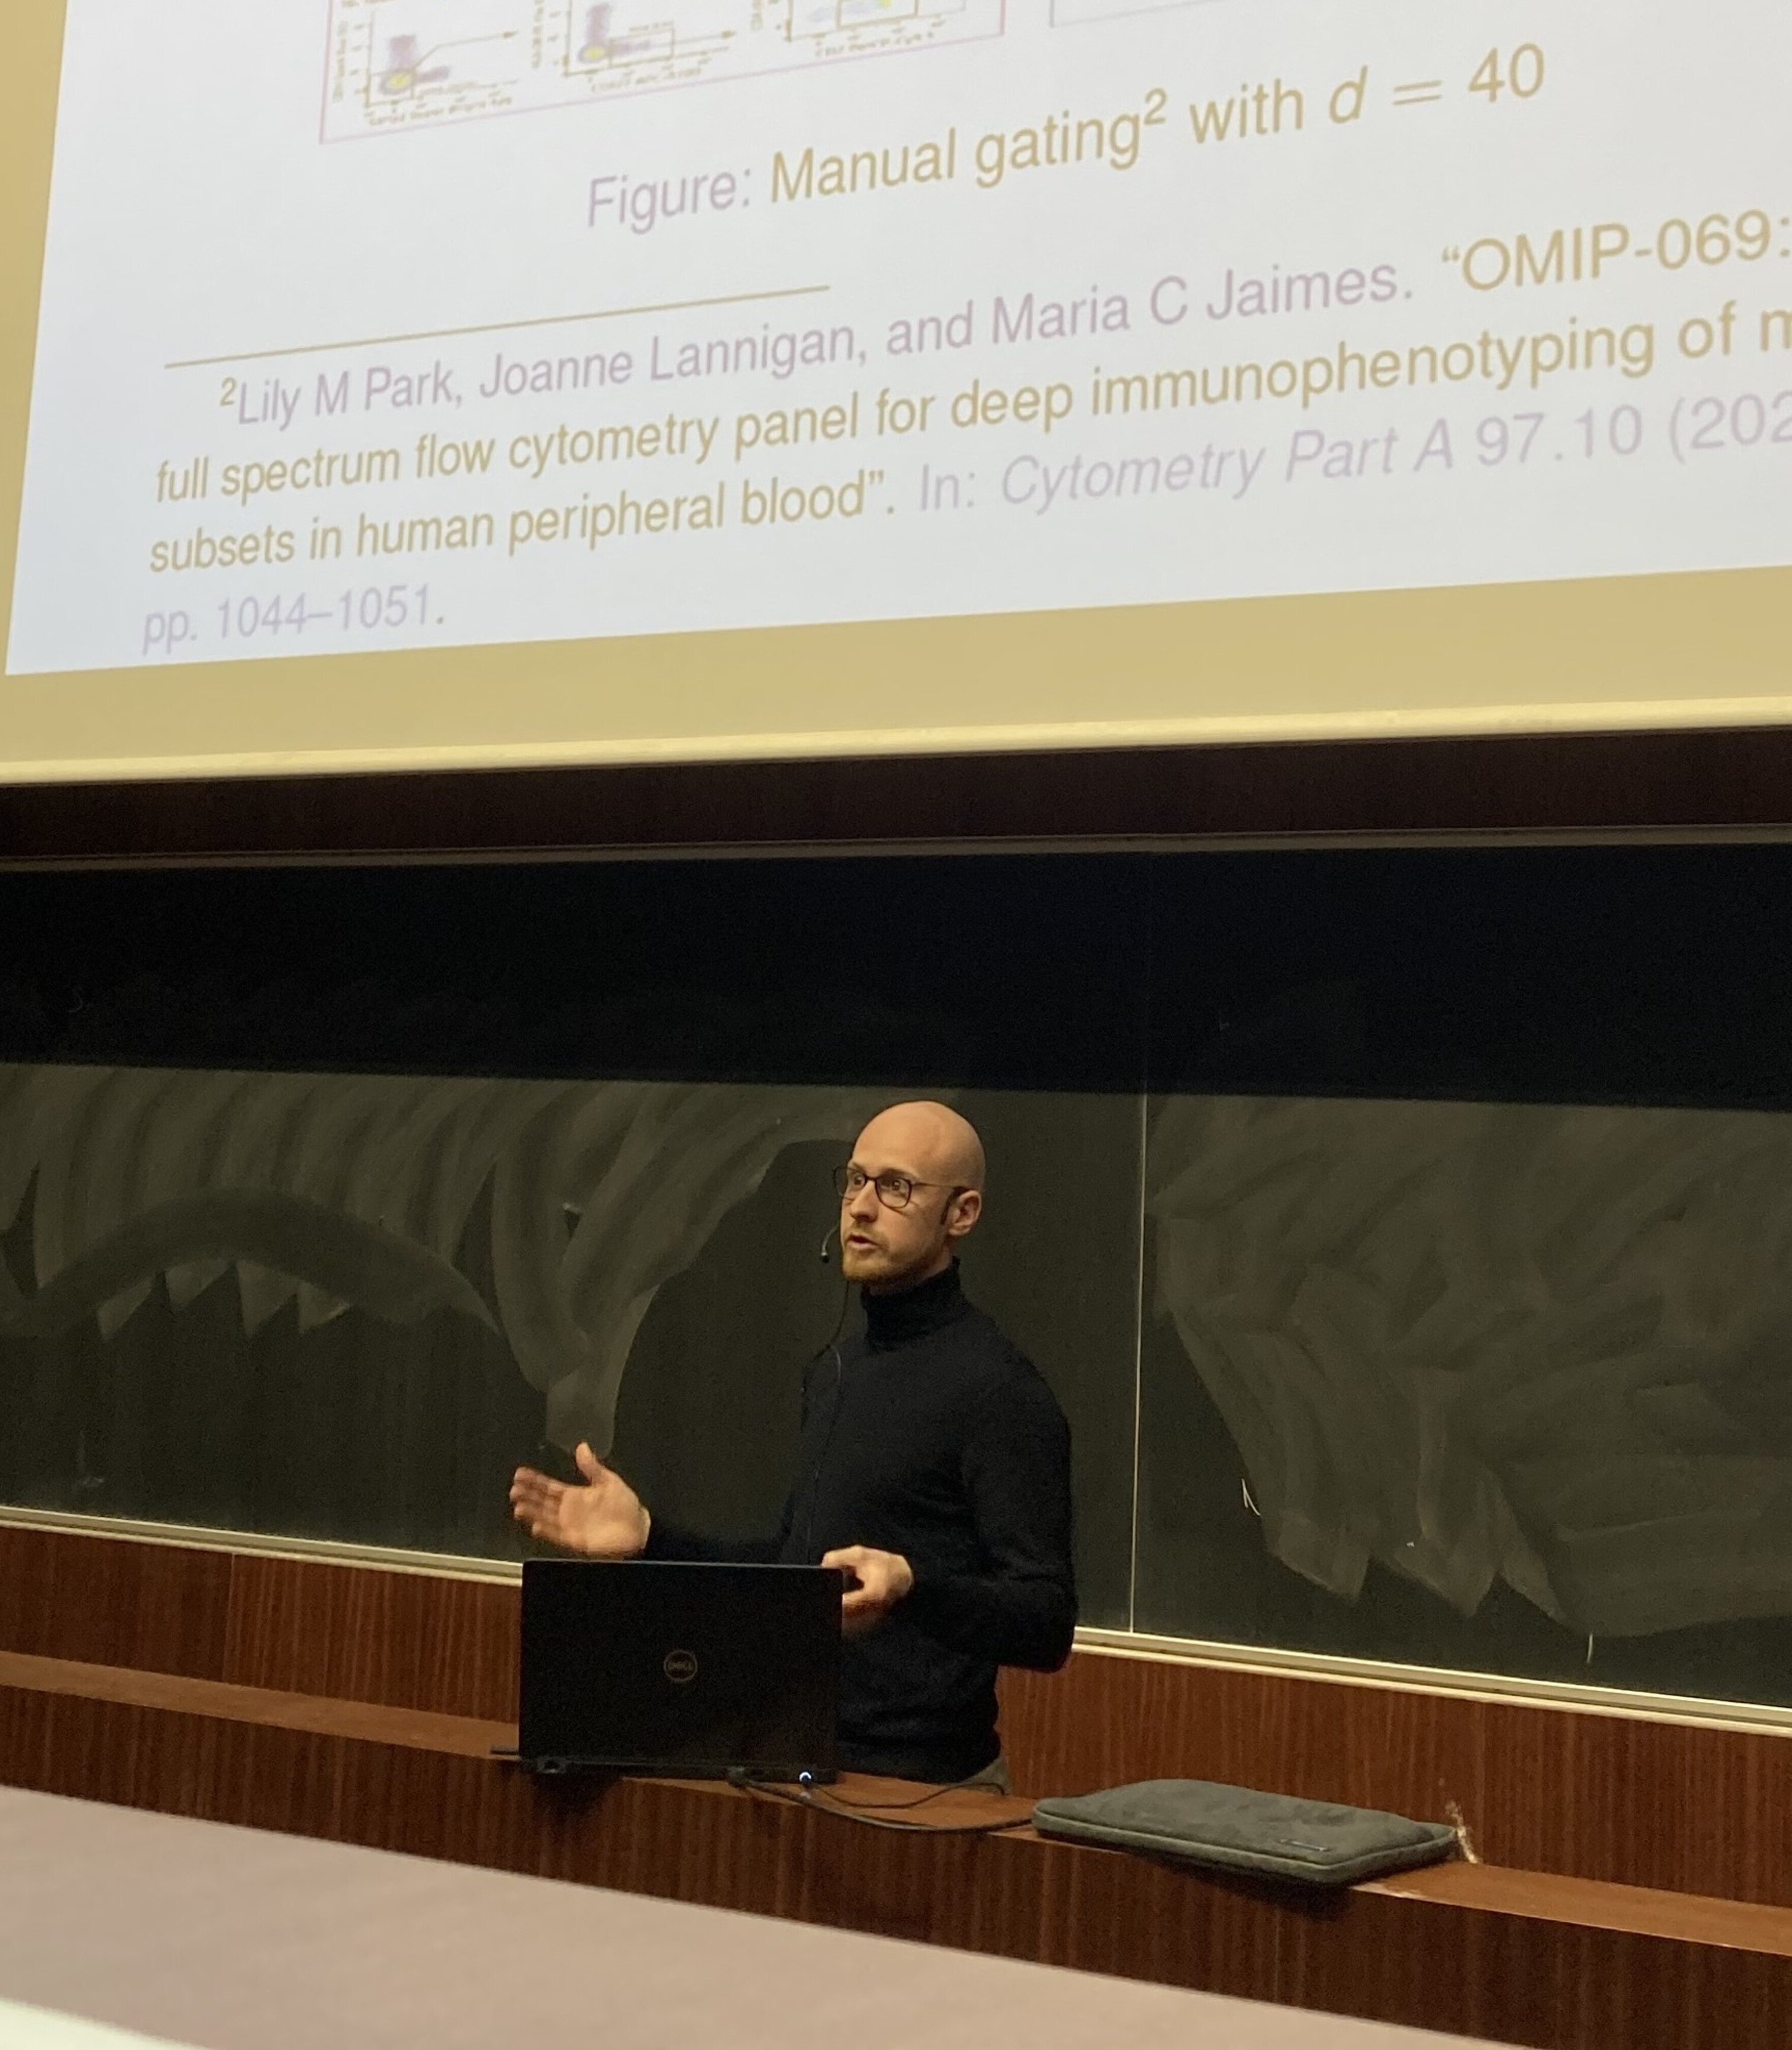 Figure: Manual gating² with d = 40
²Lily M Park, Joanne Lannigan, and Maria C Jaimes. “OMIP-069:
full spectrum flow cytometry panel for deep immunophenotyping of
subsets in human peripheral blood”. In: Cytometry Part A 97.10 (202
pp. 1044–1051.
DELL